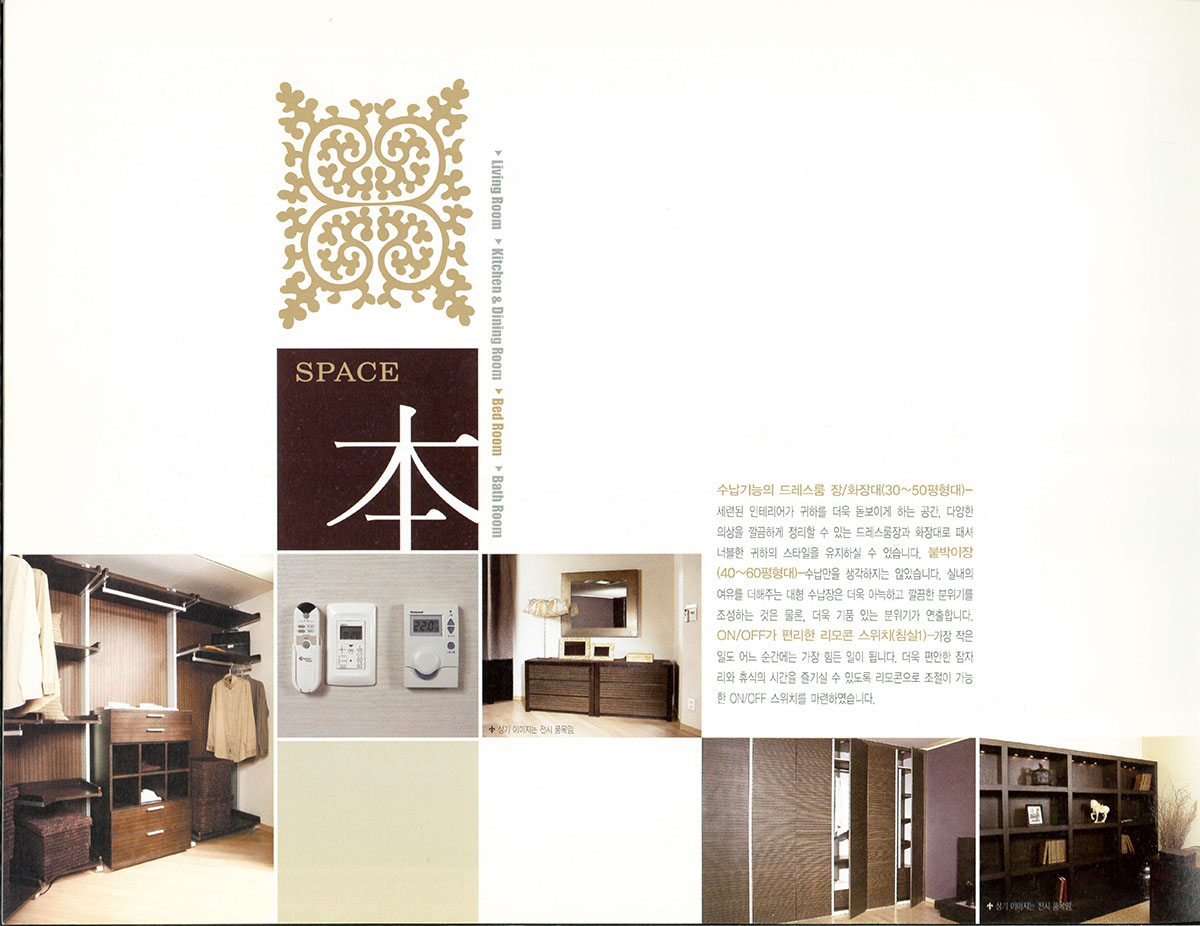 ▶ Living Room ▶ Kitchen & Dining Room ▶ Bed Room ▶ Bath Room
SPACE
本
수납기능의 드레스룸 장/화장대(30~50평형대)-
세련된 인테리어가 귀하를 더욱 돋보이게 하는 공간, 다양한
의상을 깔끔하게 정리할 수 있는 드레스룸장과 화장대로 패셔
너블한 귀하의 스타일을 유지하실 수 있습니다. 붙박이장
(40~60평형대)-수납만을 생각하지는 않았습니다. 실내의
여유를 더해주는 대형 수납장은 더욱 아늑하고 깔끔한 분위기를
조성하는 것은 물론, 더욱 기품 있는 분위기가 연출합니다.
ON/OFF가 편리한 리모콘 스위치(침실1)-가장 작은
일도 어느 순간에는 가장 힘든 일이 됩니다. 더욱 편안한 잠자
리와 휴식의 시간을 즐기실 수 있도록 리모콘으로 조절이 가능
한 ON/OFF 스위치를 마련하였습니다.
Honeywell
22.0
✚ 상기 이미지는 전시 품목임.
✚ 상기 이미지는 전시 품목임.